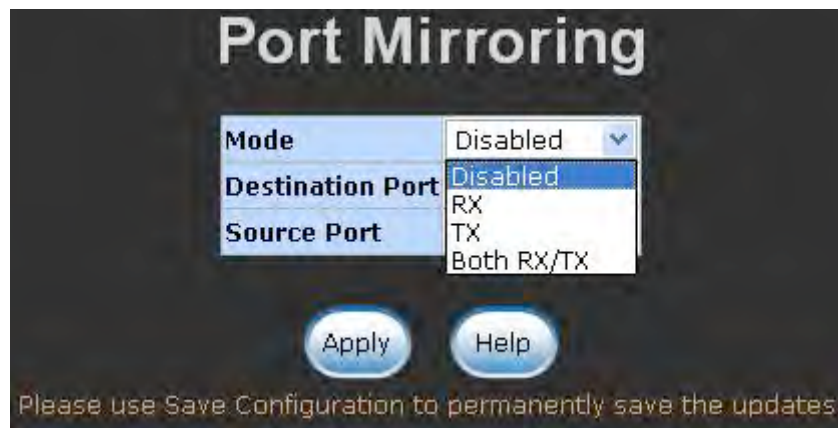 Port Mirroring
Mode Disabled
Destination Port Disabled
RX
Source Port TX
Both RX/TX
Apply Help
Please use Save Configuration to permanently save the updates